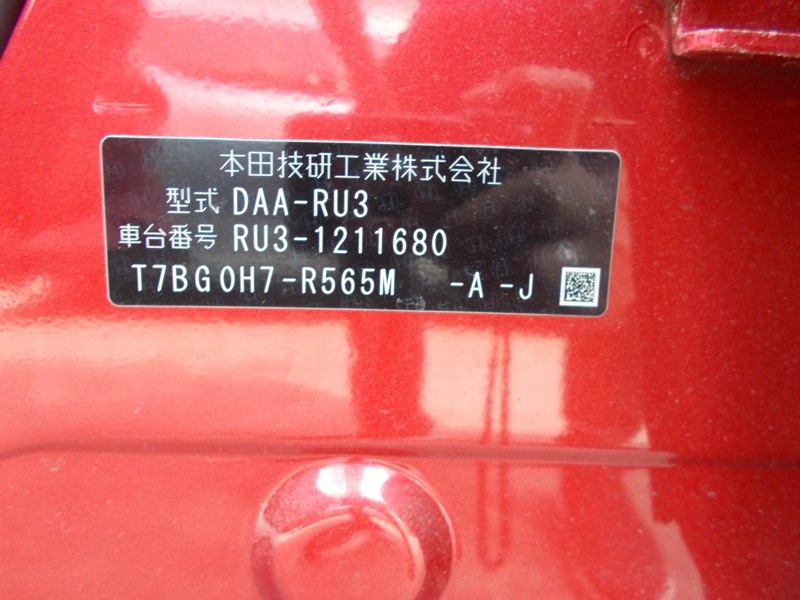 本田技研工業株式会社
型式 DAA-RU3
車台番号 RU3-1211680
T7BG0H7-R565M -A -J